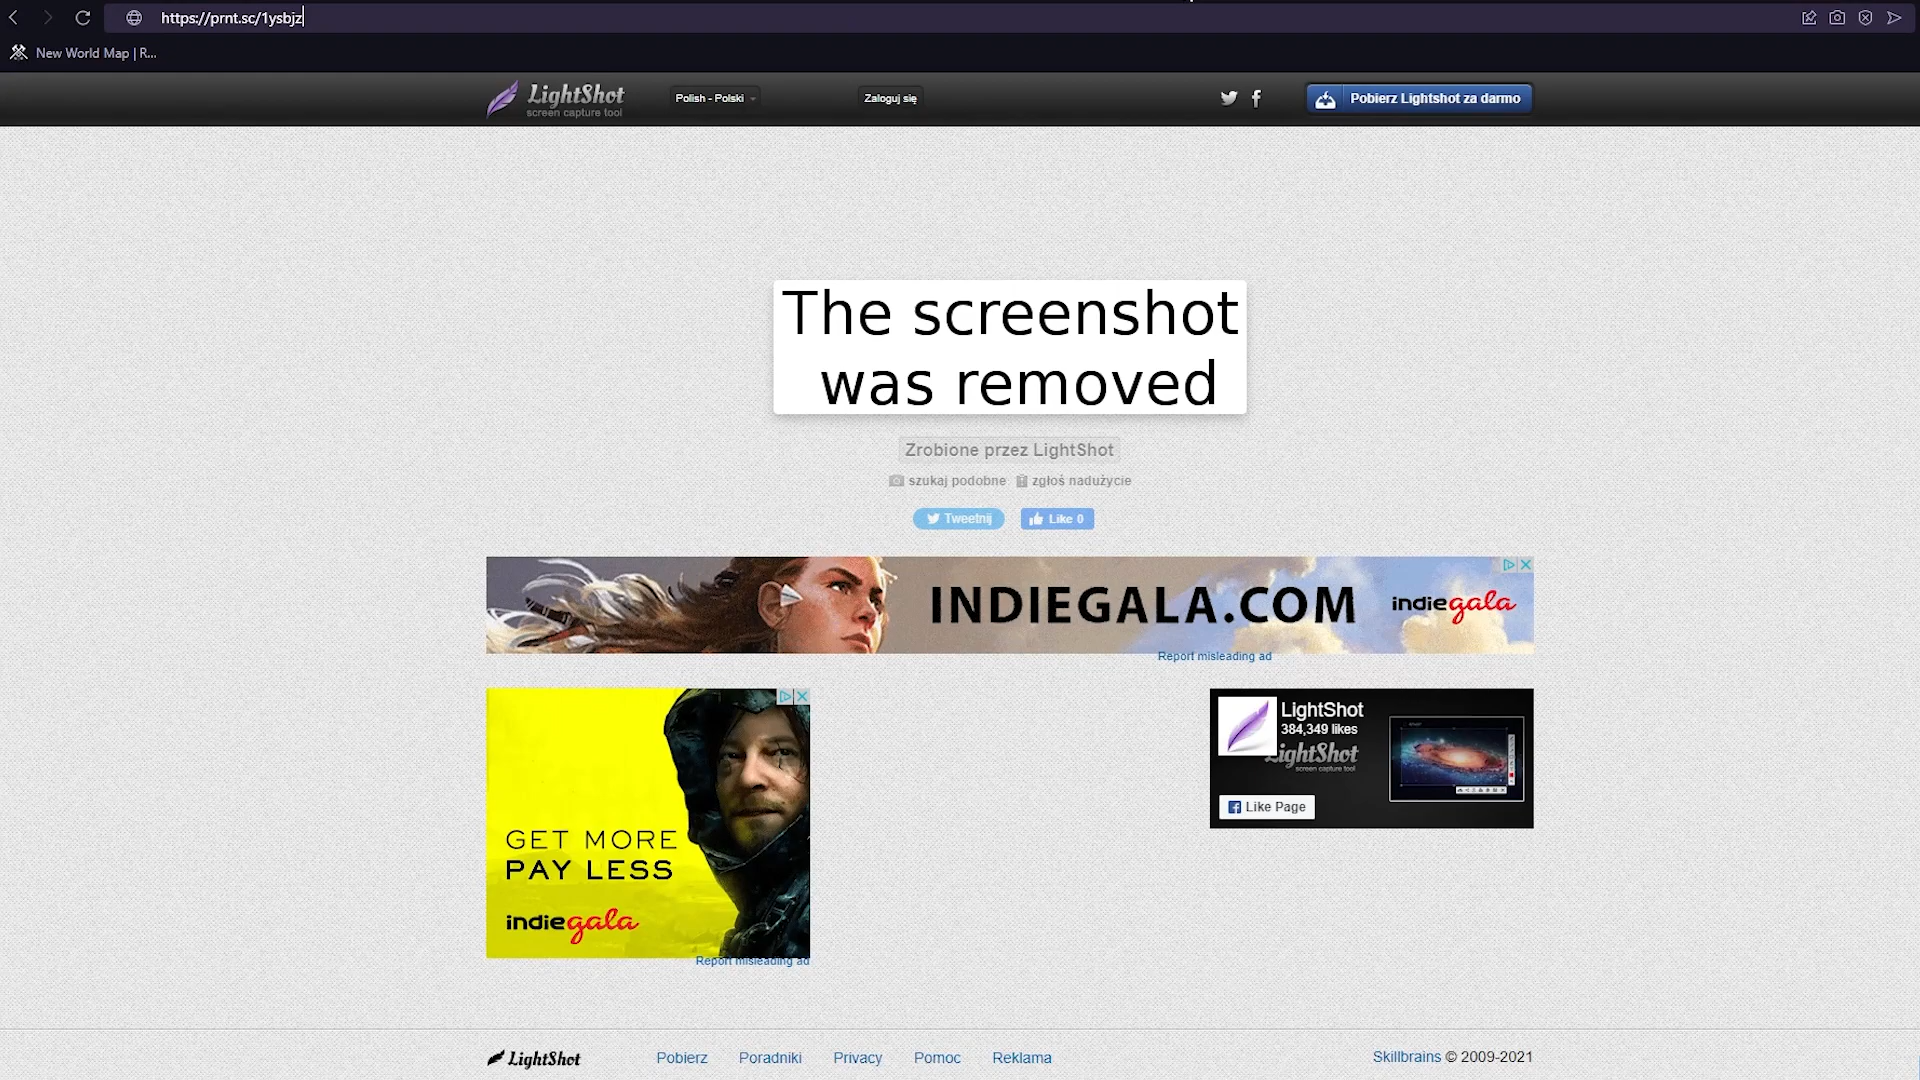 https://prnt.sc/1ysbjz
New World Map | R...
LightShot
screen capture tool
Polish - Polski
Zaloguj się
Pobierz Lightshot za darmo
The screenshot
was removed
Zrobione przez LightShot
szukaj podobne
zgłoś nadużycie
Tweetnij
Like 0
INDIEGALA.COM
indiegala
Report misleading ad
GET MORE
PAY LESS
indiegala
Report misleading ad
LightShot
384,349 likes
LightShot
screen capture tool
Like Page
LightShot
Pobierz
Poradniki
Privacy
Pomoc
Reklama
Skillbrains © 2009-2021